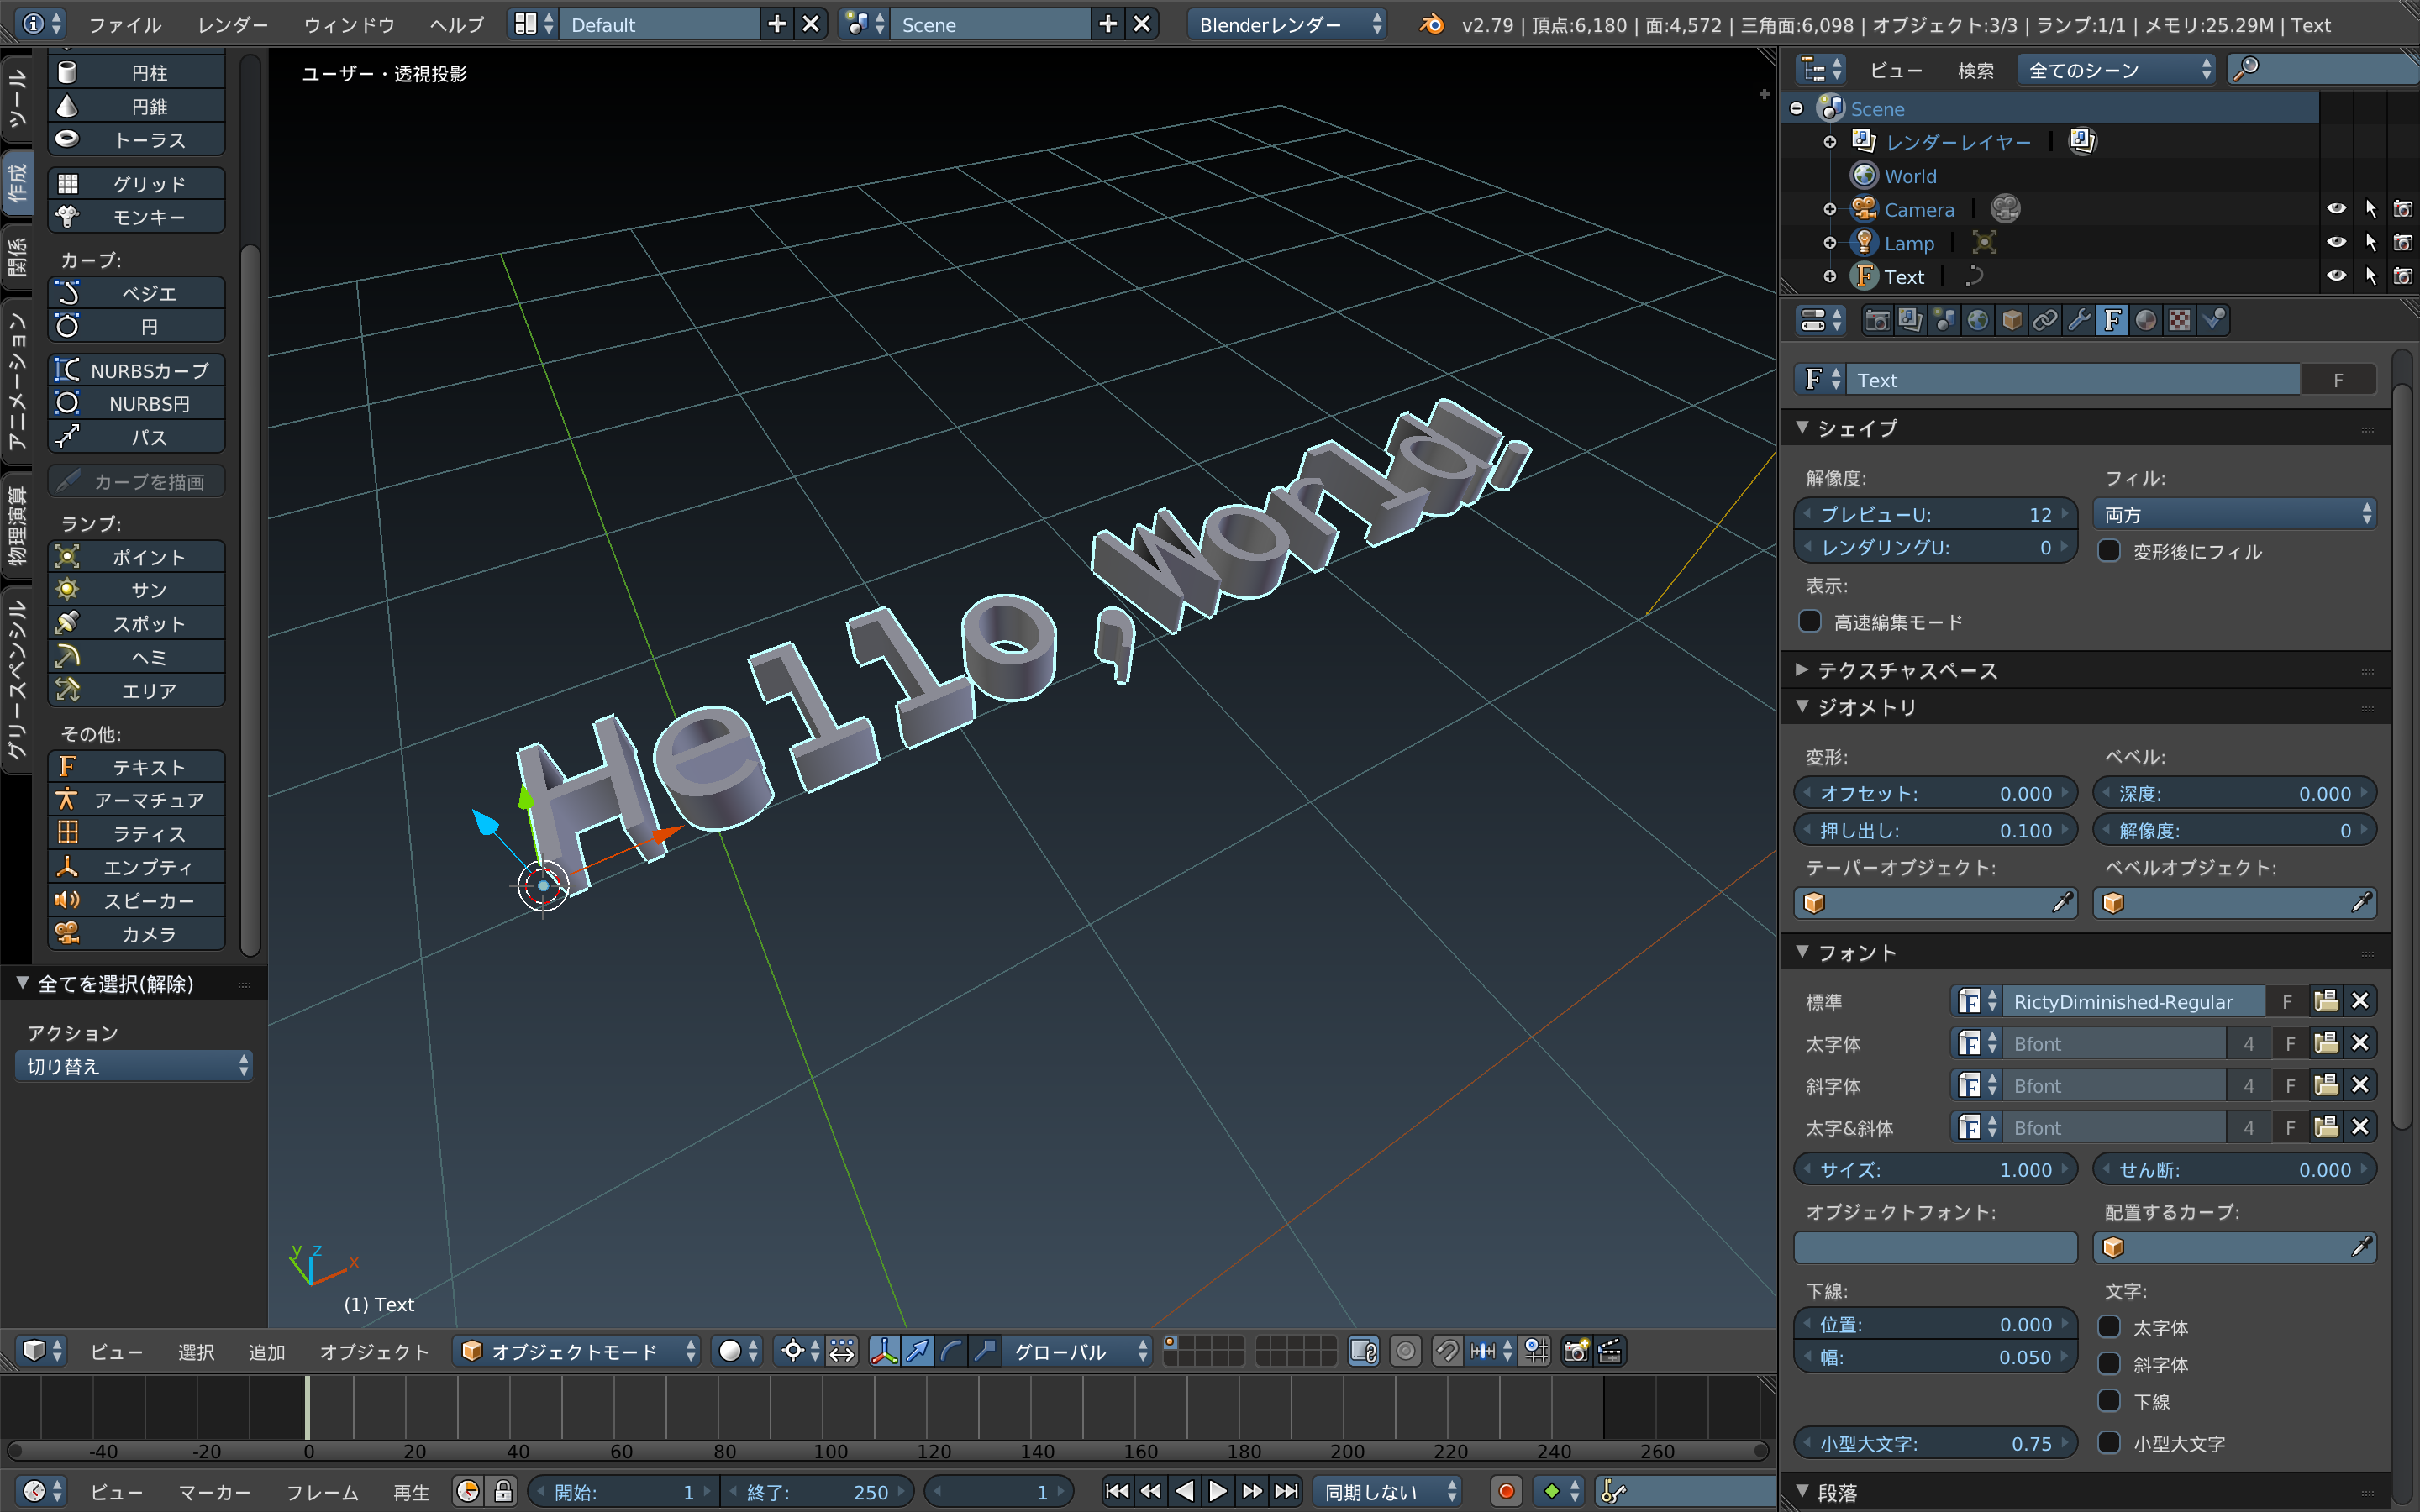 ファイル レンダー ウィンドウ ヘルプ Default Scene Blenderレンダー v2.79 | 頂点:6,180 | 面:4,572 | 三角面:6,098 | オブジェクト:3/3 | ランプ:1/1 | メモリ:25.29M | Text
ツール
作成
関係
アニメーション
物理演算
グリースペンシル
円柱
円錐
トーラス
グリッド
モンキー
カーブ:
ベジエ
円
NURBSカーブ
NURBS円
パス
カーブを描画
ランプ:
ポイント
サン
スポット
ヘミ
エリア
その他:
テキスト
アーマチュア
ラティス
エンプティ
スピーカー
カメラ
全てを選択(解除)
アクション
切り替え
ユーザー・透視投影
Hello, World!
y z x
(1) Text
ビュー 選択 追加 オブジェクト オブジェクトモード グローバル
-40 -20 0 20 40 60 80 100 120 140 160 180 200 220 240 260
ビュー マーカー フレーム 再生 開始: 1 終了: 250 1 同期しない
ビュー 検索 全てのシーン
Scene
レンダーレイヤー
World
Camera
Lamp
Text
F Text F
シェイプ
解像度: フィル:
プレビューU: 12 両方
レンダリングU: 0 変形後にフィル
表示:
高速編集モード
テクスチャスペース
ジオメトリ
変形: ベベル:
オフセット: 0.000 深度: 0.000
押し出し: 0.100 解像度: 0
テーパーオブジェクト: ベベルオブジェクト:
フォント
標準 RictyDiminished-Regular F
太字体 Bfont 4 F
斜字体 Bfont 4 F
太字&斜体 Bfont 4 F
サイズ: 1.000 せん断: 0.000
オブジェクトフォント: 配置するカーブ:
下線: 文字:
位置: 0.000 太字体
幅: 0.050 斜字体
下線
小型大文字: 0.75 小型大文字
段落